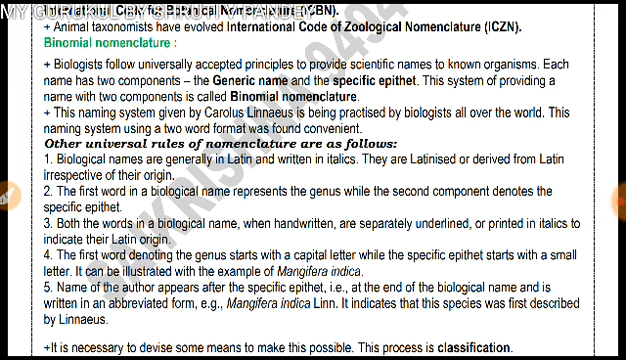 MY GURUKUL BY SHRUTI V PANDEY
International Code for Botanical Nomenclature (ICBN).
+ Animal taxonomists have evolved International Code of Zoological Nomenclature (ICZN).
Binomial nomenclature :
+ Biologists follow universally accepted principles to provide scientific names to known organisms. Each
name has two components – the Generic name and the specific epithet. This system of providing a
name with two components is called Binomial nomenclature.
+ This naming system given by Carolus Linnaeus is being practised by biologists all over the world. This
naming system using a two word format was found convenient.
Other universal rules of nomenclature are as follows:
1. Biological names are generally in Latin and written in italics. They are Latinised or derived from Latin
irrespective of their origin.
2. The first word in a biological name represents the genus while the second component denotes the
specific epithet.
3. Both the words in a biological name, when handwritten, are separately underlined, or printed in italics to
indicate their Latin origin.
4. The first word denoting the genus starts with a capital letter while the specific epithet starts with a small
letter. It can be illustrated with the example of Mangifera indica.
5. Name of the author appears after the specific epithet, i.e., at the end of the biological name and is
written in an abbreviated form, e.g., Mangifera indica Linn. It indicates that this species was first described
by Linnaeus.
+It is necessary to devise some means to make this possible. This process is classification.